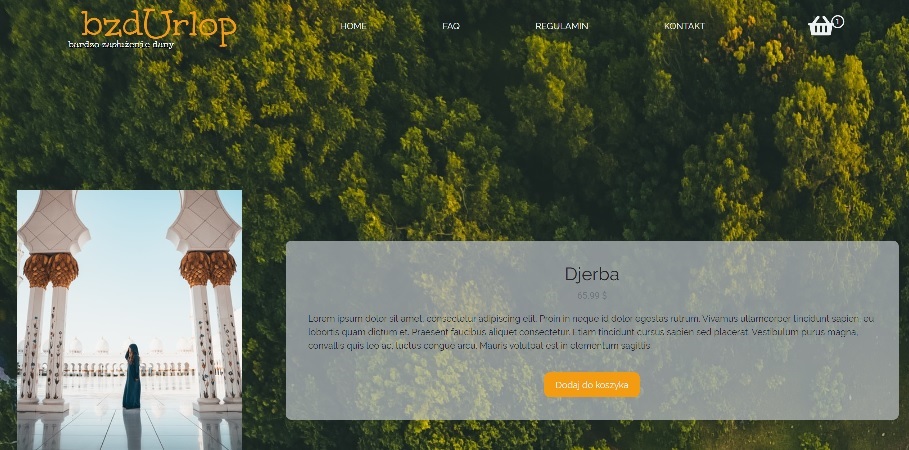 bzdUrlop
bardzo zasłużenie dany
HOME
FAQ
REGULAMIN
KONTAKT
1
Djerba
65.99 $
Lorem ipsum dolor sit amet, consectetur adipiscing elit. Proin in neque id dolor egestas rutrum. Vivamus ullamcorper tincidunt sapien, eu
lobortis quam dictum et. Praesent faucibus aliquet consectetur. Etiam tincidunt cursus sapien sed placerat. Vestibulum purus magna,
convallis quis leo ac, luctus congue arcu. Mauris volutpat est in elementum sagittis.
Dodaj do koszyka